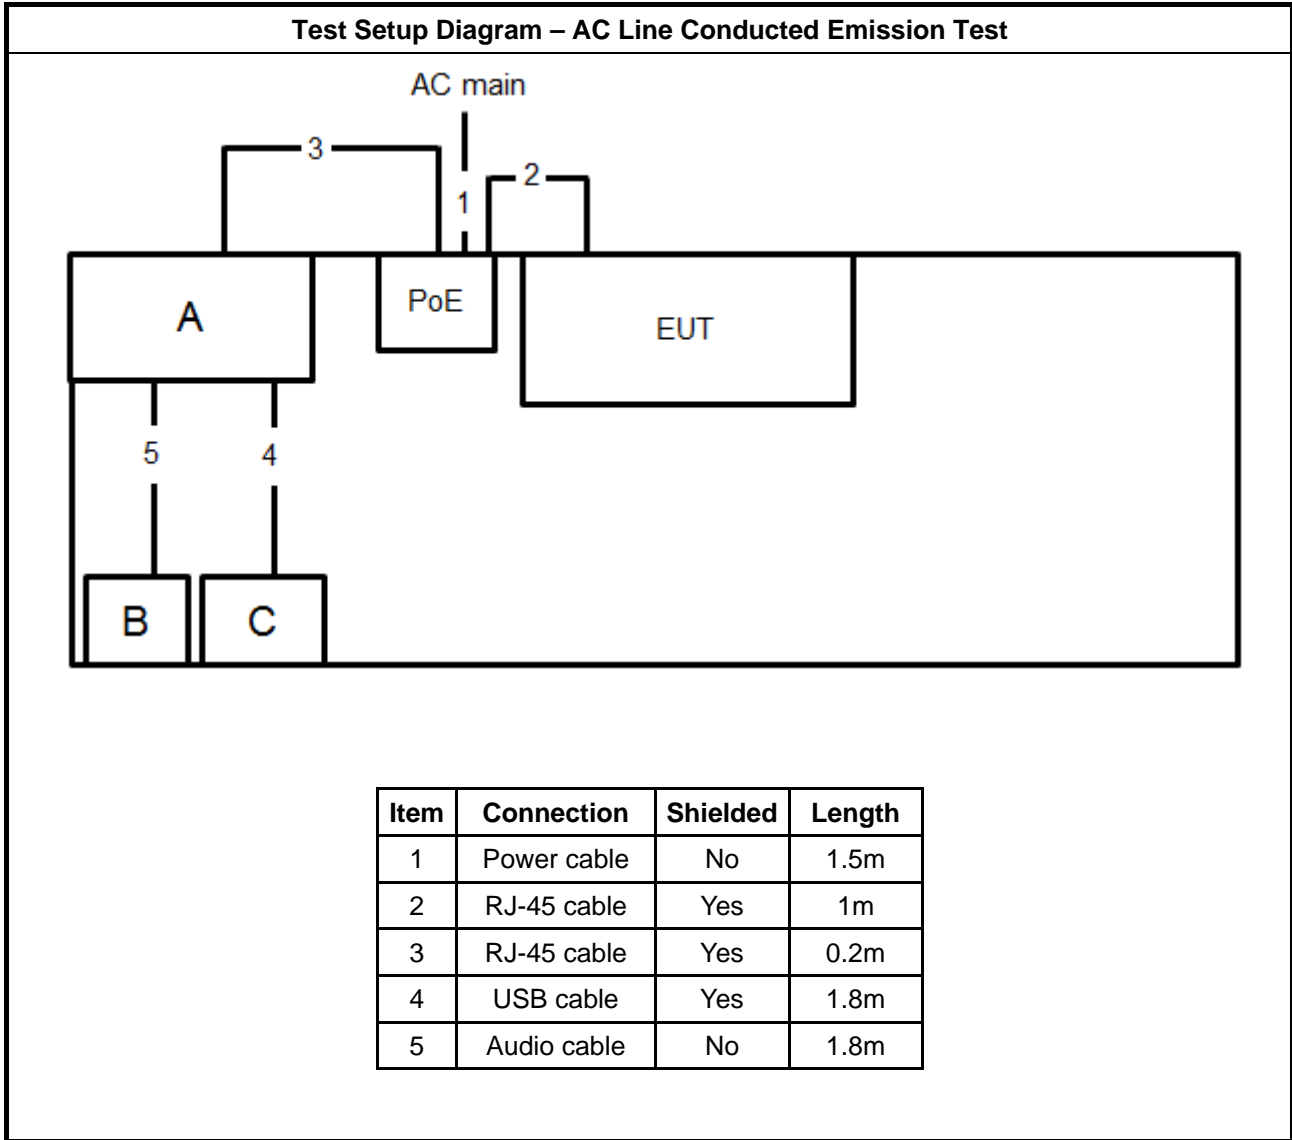 Test Setup Diagram – AC Line Conducted Emission Test
AC main
3
2
1
A
PoE
EUT
5
4
B
C
Item Connection Shielded Length
1 Power cable No 1.5m
2 RJ-45 cable Yes 1m
3 RJ-45 cable Yes 0.2m
4 USB cable Yes 1.8m
5 Audio cable No 1.8m